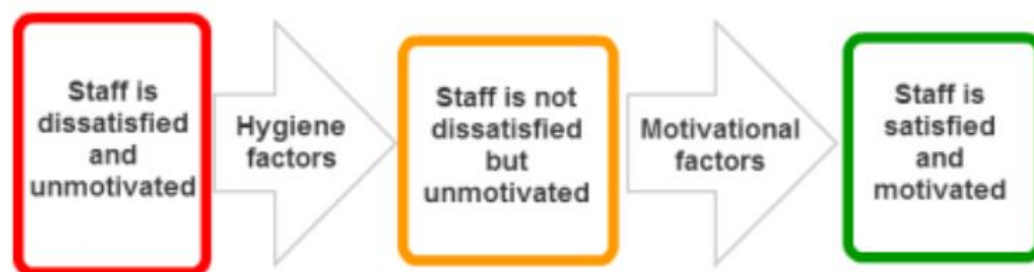 Staff is
dissatisfied
and
unmotivated
Hygiene
factors
Staff is not
dissatisfied
but
unmotivated
Motivational
factors
Staff is
satisfied
and
motivated